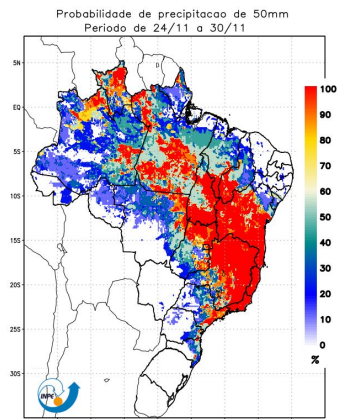 Probabilidade de precipitacao de 50mm
Periodo de 24/11 a 30/11
5N
EQ
5S
10S
15S
20S
25S
30S
100
90
80
70
60
50
40
30
20
10
0
%
INPE